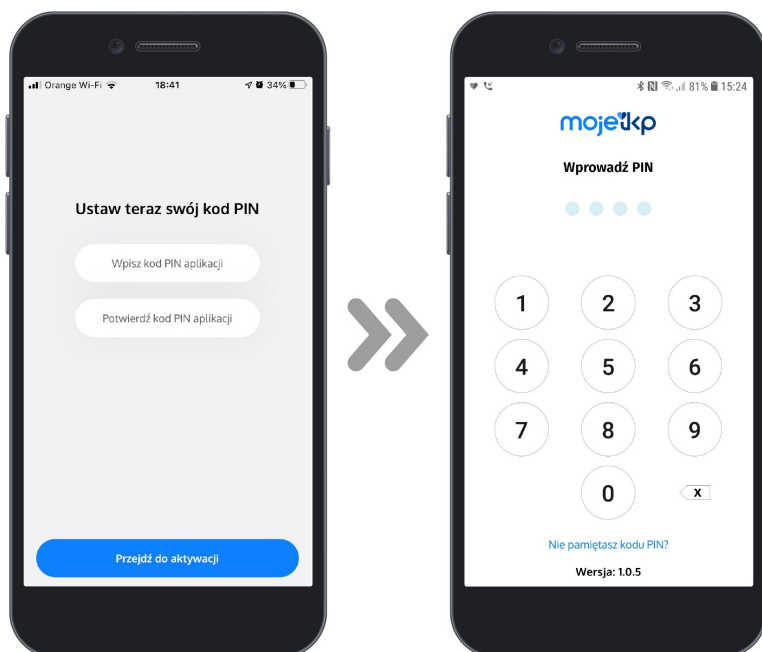 Orange Wi-Fi 18:41 34%
Ustaw teraz swój kod PIN
Wpisz kod PIN aplikacji
Potwierdź kod PIN aplikacji
Przejdź do aktywacji
81% 15:24
mojeikp
Wprowadź PIN
1 2 3
4 5 6
7 8 9
0 X
Nie pamiętasz kodu PIN?
Wersja: 1.0.5